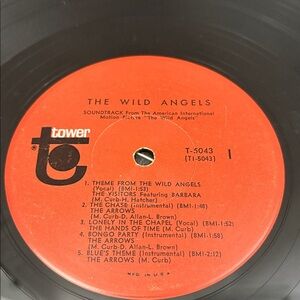 THE WILD ANGELS
SOUNDTRACK From The American International
Motion Picture "The Wild Angels"
tower
t
T-5043
(T1-5043)
1
1. THEME FROM THE WILD ANGELS
(Vocal) (BMI-1:53)
THE VISITORS Featuring BARBARA
(M. Curb-H. Hatcher)
2. THE CHASE (Instrumental) (BMI-1:48)
THE ARROWS
(M. Curb-D. Allan-L. Brown)
3. LONELY IN THE CHAPEL (Vocal) (BMI-1:52)
THE HANDS OF TIME (M. Curb)
4. BONGO PARTY (Instrumental) (BMI-1:58)
THE ARROWS
(M. Curb-D. Allan-L. Brown)
5. BLUE'S THEME (Instrumental) (BMI-2:12)
THE ARROWS (M. Curb)
MFD. IN U.S.A.